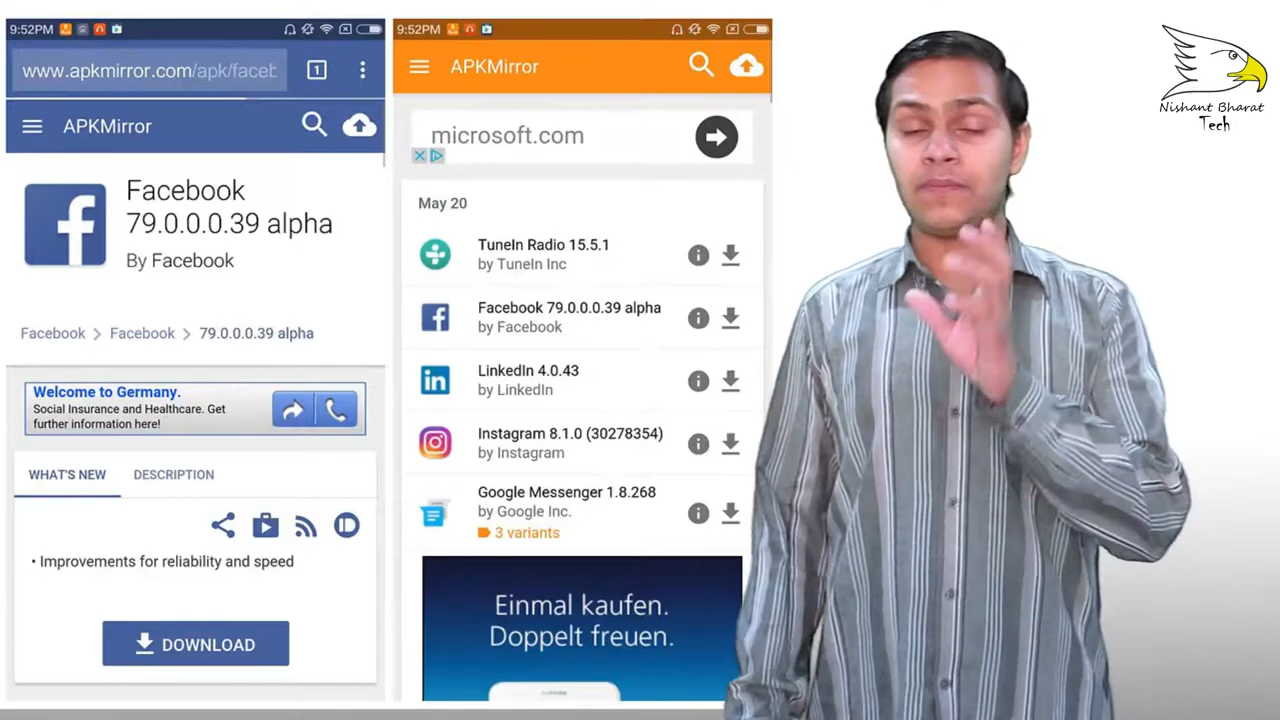 9:52PM
www.apkmirror.com/apk/faceb
1
APKMirror
Facebook
79.0.0.0.39 alpha
By Facebook
Facebook > Facebook > 79.0.0.0.39 alpha
Welcome to Germany.
Social Insurance and Healthcare. Get
further information here!
WHAT'S NEW DESCRIPTION
• Improvements for reliability and speed
DOWNLOAD
9:52PM
APKMirror
microsoft.com
May 20
TuneIn Radio 15.5.1
by TuneIn Inc
Facebook 79.0.0.0.39 alpha
by Facebook
LinkedIn 4.0.43
by LinkedIn
Instagram 8.1.0 (30278354)
by Instagram
Google Messenger 1.8.268
by Google Inc.
3 variants
Einmal kaufen.
Doppelt freuen.
Nishant Bharat
Tech